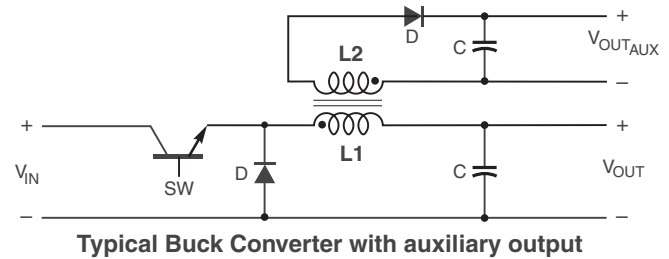 D
+
C
V_OUT_AUX
L2
−
+
+
L1
V_IN
SW
D
C
V_OUT
−
−
Typical Buck Converter with auxiliary output